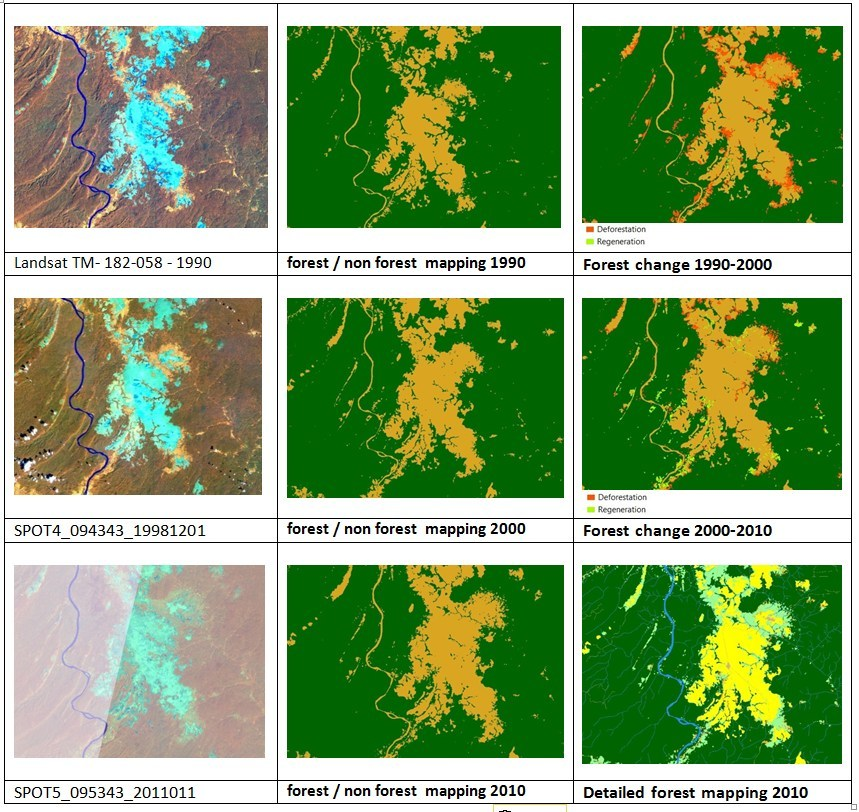 Deforestation
Regeneration
Landsat TM- 182-058 - 1990
forest / non forest mapping 1990
Forest change 1990-2000
Deforestation
Regeneration
SPOT4_094343_19981201
forest / non forest mapping 2000
Forest change 2000-2010
SPOT5_095343_2011011
forest / non forest mapping 2010
Detailed forest mapping 2010